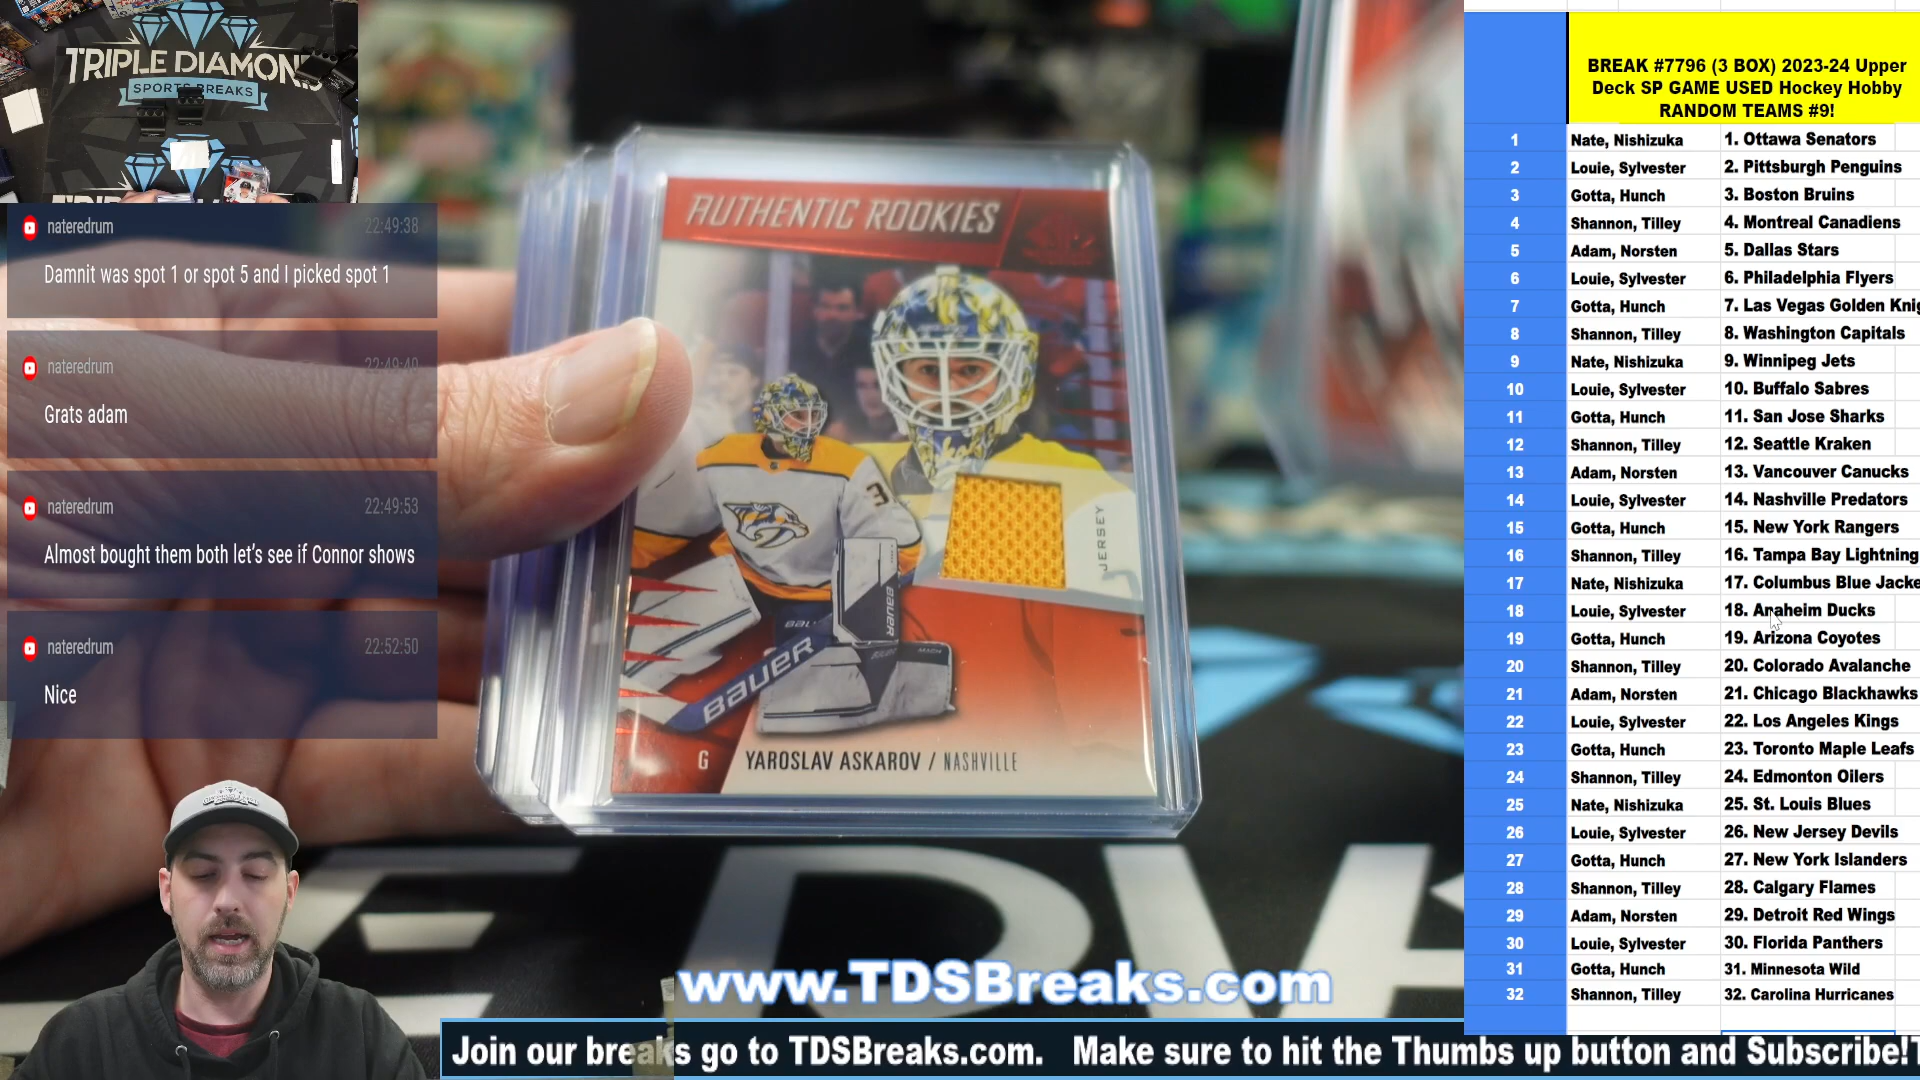 TRIPLE DIAMOND
SPORTS BREAKS
nateredrum 22:49:38
Damnit was spot 1 or spot 5 and I picked spot 1
nateredrum 22:49:40
Grats adam
nateredrum 22:49:53
Almost bought them both let's see if Connor shows
nateredrum 22:52:50
Nice
AUTHENTIC ROOKIES
JERSEY
3
BAUER
BAUER
G YAROSLAV ASKAROV / NASHVILLE
www.TDSBreaks.com
Join our breaks go to TDSBreaks.com. Make sure to hit the Thumbs up button and Subscribe!
BREAK #7796 (3 BOX) 2023-24 Upper
Deck SP GAME USED Hockey Hobby
RANDOM TEAMS #9!
1 Nate, Nishizuka 1. Ottawa Senators
2 Louie, Sylvester 2. Pittsburgh Penguins
3 Gotta, Hunch 3. Boston Bruins
4 Shannon, Tilley 4. Montreal Canadiens
5 Adam, Norsten 5. Dallas Stars
6 Louie, Sylvester 6. Philadelphia Flyers
7 Gotta, Hunch 7. Las Vegas Golden Knig
8 Shannon, Tilley 8. Washington Capitals
9 Nate, Nishizuka 9. Winnipeg Jets
10 Louie, Sylvester 10. Buffalo Sabres
11 Gotta, Hunch 11. San Jose Sharks
12 Shannon, Tilley 12. Seattle Kraken
13 Adam, Norsten 13. Vancouver Canucks
14 Louie, Sylvester 14. Nashville Predators
15 Gotta, Hunch 15. New York Rangers
16 Shannon, Tilley 16. Tampa Bay Lightning
17 Nate, Nishizuka 17. Columbus Blue Jacke
18 Louie, Sylvester 18. Anaheim Ducks
19 Gotta, Hunch 19. Arizona Coyotes
20 Shannon, Tilley 20. Colorado Avalanche
21 Adam, Norsten 21. Chicago Blackhawks
22 Louie, Sylvester 22. Los Angeles Kings
23 Gotta, Hunch 23. Toronto Maple Leafs
24 Shannon, Tilley 24. Edmonton Oilers
25 Nate, Nishizuka 25. St. Louis Blues
26 Louie, Sylvester 26. New Jersey Devils
27 Gotta, Hunch 27. New York Islanders
28 Shannon, Tilley 28. Calgary Flames
29 Adam, Norsten 29. Detroit Red Wings
30 Louie, Sylvester 30. Florida Panthers
31 Gotta, Hunch 31. Minnesota Wild
32 Shannon, Tilley 32. Carolina Hurricanes